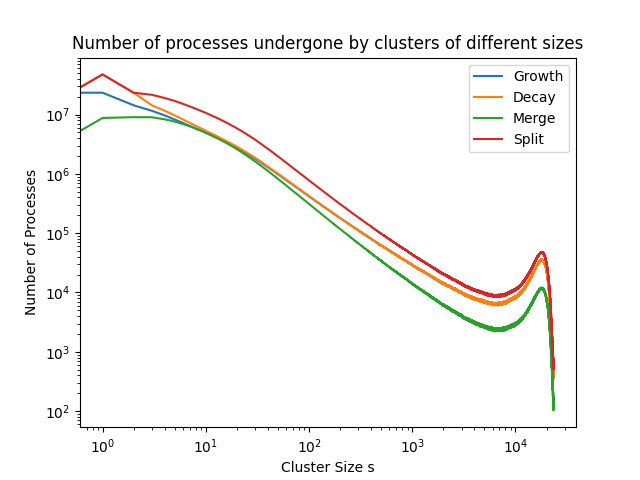 Number of processes undergone by clusters of different sizes
Growth
Decay
Merge
Split
Number of Processes
10^7
10^6
10^5
10^4
10^3
10^2
10^0
10^1
10^2
10^3
10^4
Cluster Size s